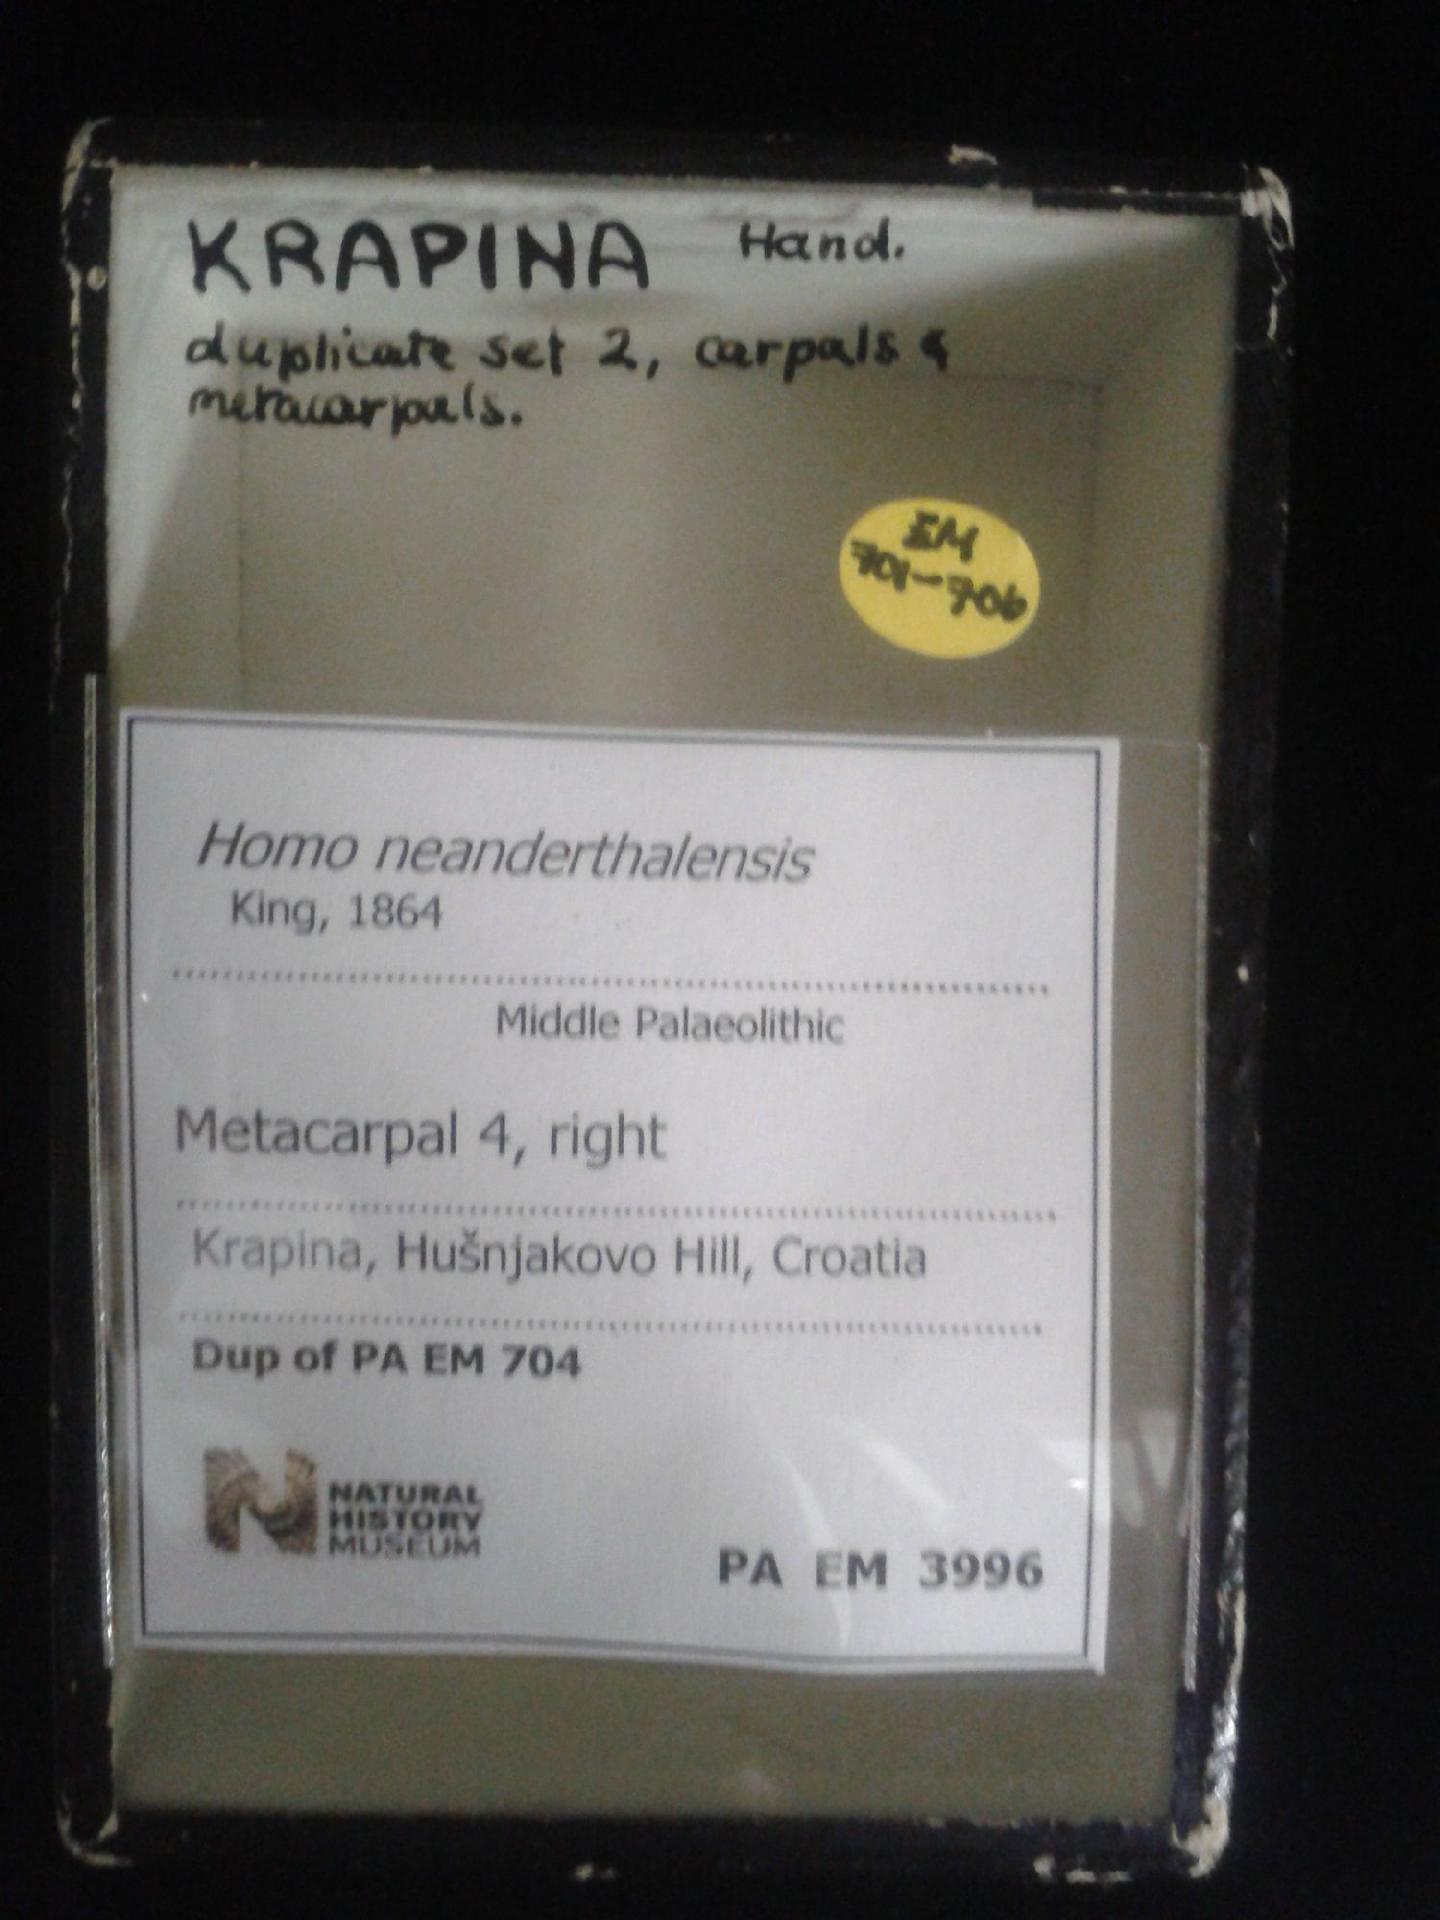 KRAPINA Hand.
duplicate set 2, carpals &
metacarpals.
EM
701-706
Homo neanderthalensis
King, 1864
Middle Palaeolithic
Metacarpal 4, right
Krapina, Hušnjakovo Hill, Croatia
Dup of PA EM 704
NATURAL
HISTORY
MUSEUM
PA EM 3996